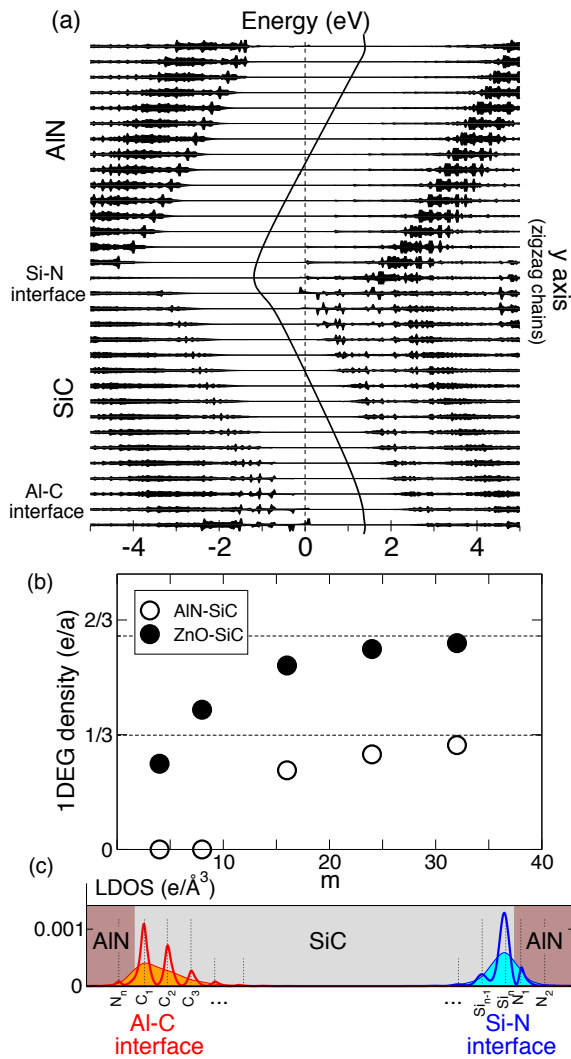 (a)
Energy (eV)
AlN
Si-N
interface
SiC
Al-C
interface
y axis
(zigzag chains)
-4 -2 0 2 4
(b)
1DEG density (e/a)
2/3
1/3
0
AlN-SiC
ZnO-SiC
10 20 30 40
m
(c)
LDOS (e/Å³)
0.001
0
AlN SiC AlN
Nₙ C₁ C₂ C₃ ... ... Siₙ₋₁ Siₙ N₁ N₂
Al-C
interface
Si-N
interface